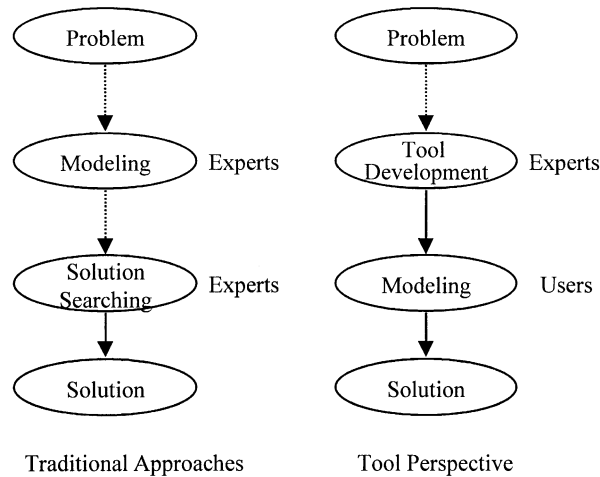 Problem
Modeling
Experts
Solution
Searching
Experts
Solution
Traditional Approaches
Problem
Tool
Development
Experts
Modeling
Users
Solution
Tool Perspective